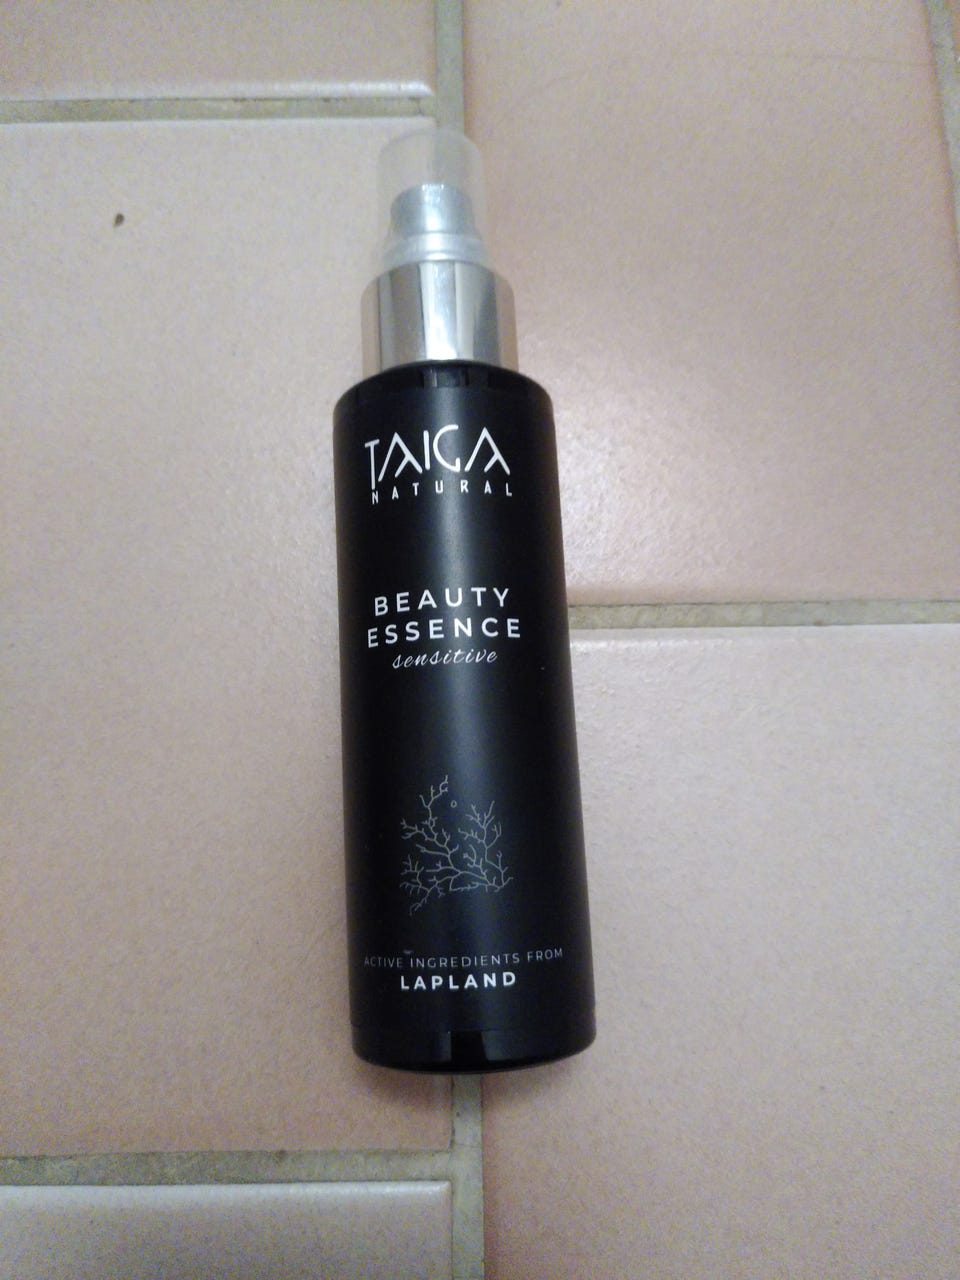 TAIGA
NATURAL
BEAUTY
ESSENCE
sensitive
ACTIVE INGREDIENTS FROM
LAPLAND